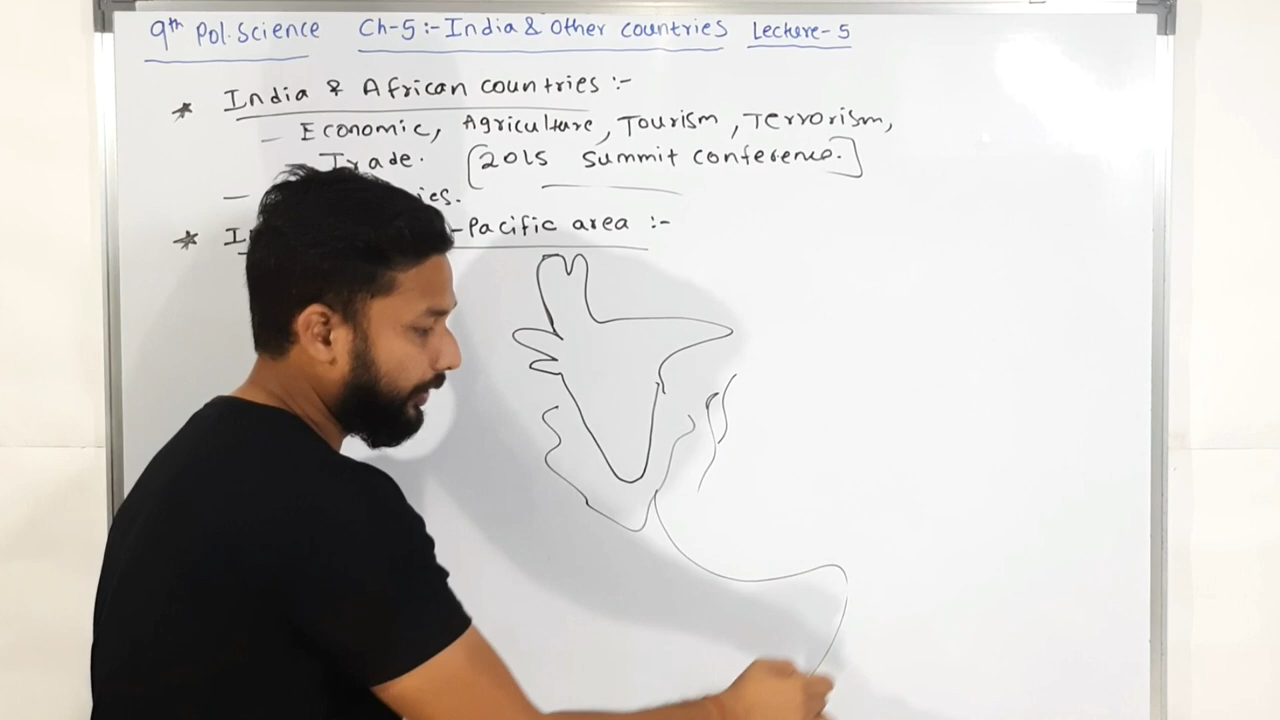 9th Pol. Science Ch-5:- India & Other countries Lecture-5
* India & African countries :-
- Economic, Agriculture, Tourism, Terrorism,
- Trade. [2015 summit conference.]
-
* -Pacific area :-